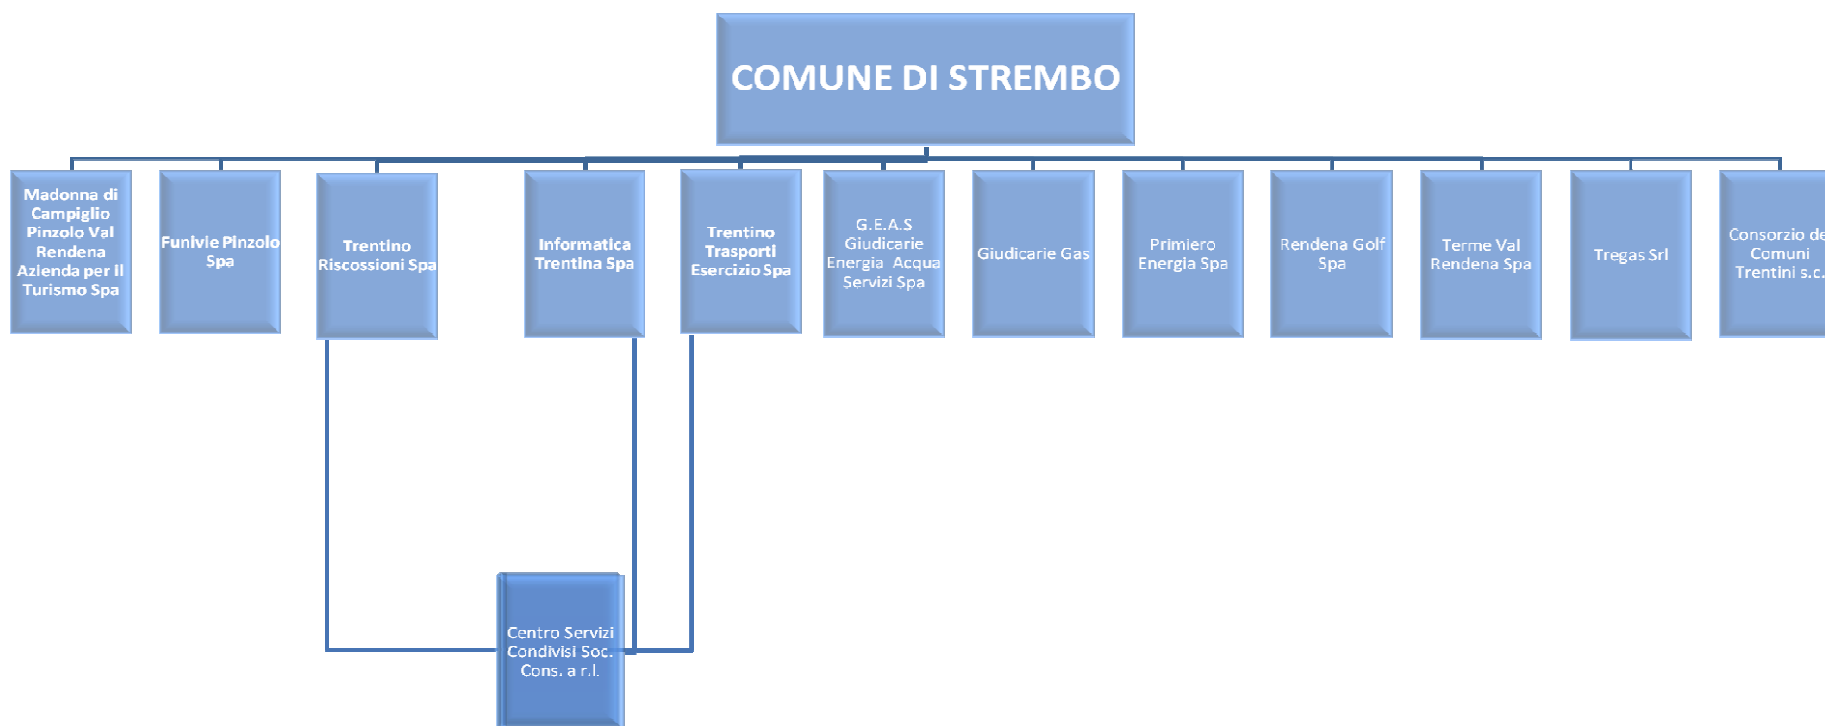 COMUNE DI STREMBO
Madonna di
Campiglio
Pinzolo Val
Rendena
Azienda per il
Turismo Spa
Funivie Pinzolo
Spa
Trentino
Riscossioni Spa
Informatica
Trentina Spa
Trentino
Trasporti
Esercizio Spa
G.E.A.S
Giudicarie
Energia Acqua
Servizi Spa
Giudicarie Gas
Primiero
Energia Spa
Rendena Golf
Spa
Terme Val
Rendena Spa
Tregas Srl
Consorzio de
Comuni
Trentini s.c.
Centro Servizi
Condivisi Soc.
Cons. a r.l.